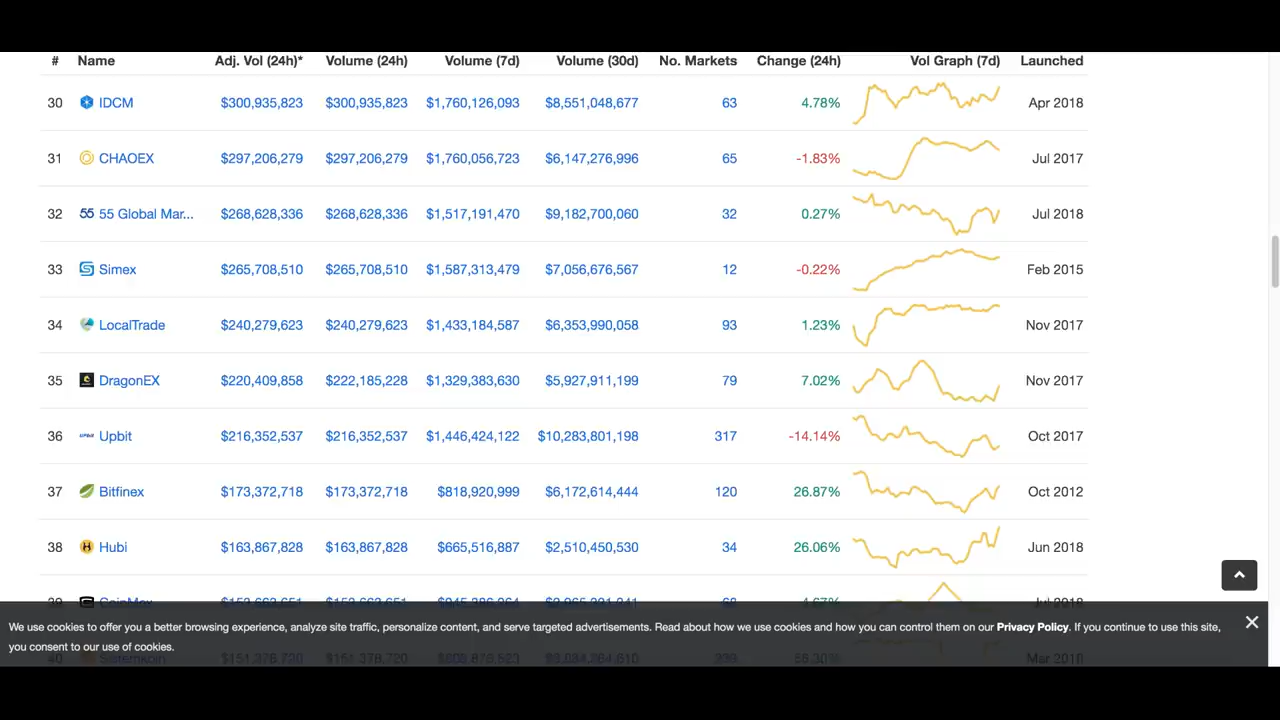 # Name Adj. Vol (24h)* Volume (24h) Volume (7d) Volume (30d) No. Markets Change (24h) Vol Graph (7d) Launched
30 IDCM $300,935,823 $300,935,823 $1,760,126,093 $8,551,048,677 63 4.78% Apr 2018
31 CHAOEX $297,206,279 $297,206,279 $1,760,056,723 $6,147,276,996 65 -1.83% Jul 2017
32 55 55 Global Mar... $268,628,336 $268,628,336 $1,517,191,470 $9,182,700,060 32 0.27% Jul 2018
33 Simex $265,708,510 $265,708,510 $1,587,313,479 $7,056,676,567 12 -0.22% Feb 2015
34 LocalTrade $240,279,623 $240,279,623 $1,433,184,587 $6,353,990,058 93 1.23% Nov 2017
35 DragonEX $220,409,858 $222,185,228 $1,329,383,630 $5,927,911,199 79 7.02% Nov 2017
36 UPbit Upbit $216,352,537 $216,352,537 $1,446,424,122 $10,283,801,198 317 -14.14% Oct 2017
37 Bitfinex $173,372,718 $173,372,718 $818,920,999 $6,172,614,444 120 26.87% Oct 2012
38 H Hubi $163,867,828 $163,867,828 $665,516,887 $2,510,450,530 34 26.06% Jun 2018
39 CoinMex Jul 2018
We use cookies to offer you a better browsing experience, analyze site traffic, personalize content, and serve targeted advertisements. Read about how we use cookies and how you can control them on our Privacy Policy. If you continue to use this site,
you consent to our use of cookies.
40